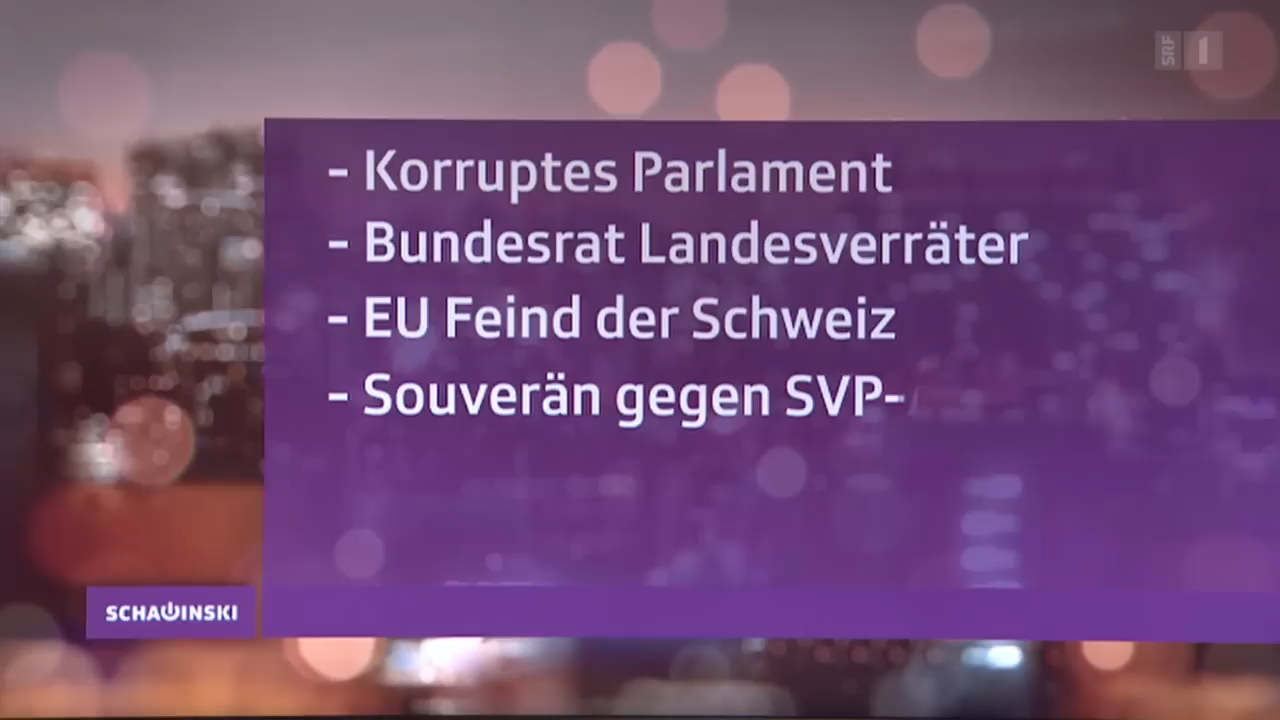 SRF 1
- Korruptes Parlament
- Bundesrat Landesverräter
- EU Feind der Schweiz
- Souverän gegen SVP-
SCHAWINSKI